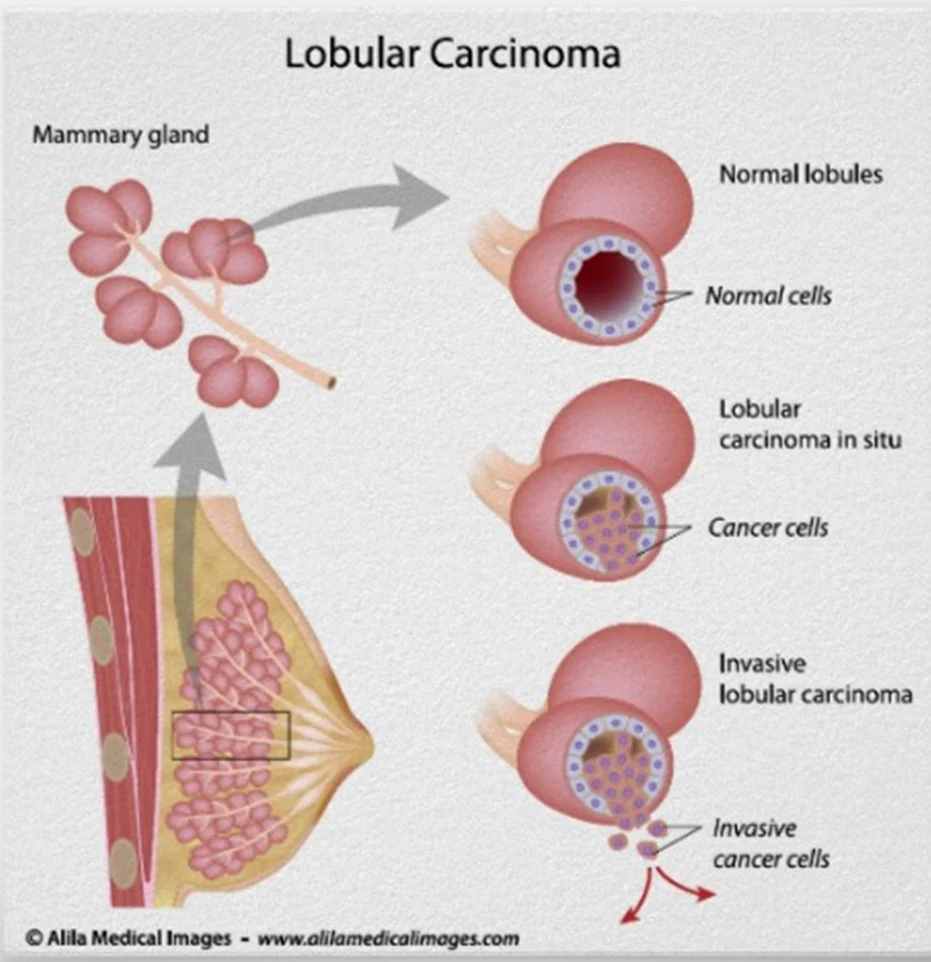 Lobular Carcinoma
Mammary gland
Normal lobules
Normal cells
Lobular
carcinoma in situ
Cancer cells
Invasive
lobular carcinoma
Invasive
cancer cells
© Alila Medical Images - www.alilamedicalimages.com